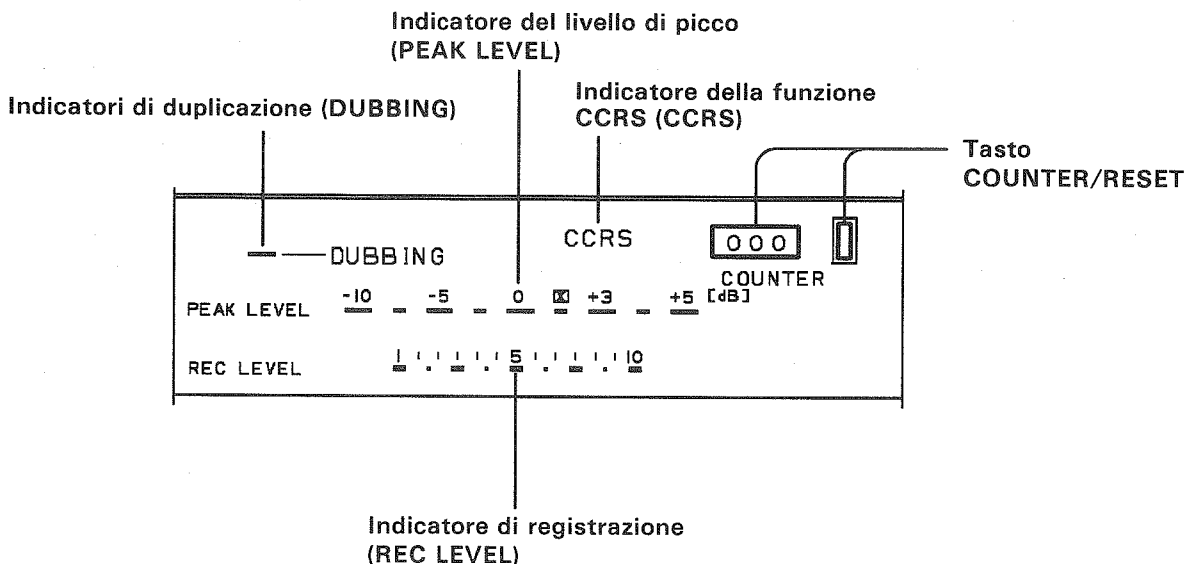 Indicatore del livello di picco
(PEAK LEVEL)
Indicatore della funzione
CCRS (CCRS)
Indicatori di duplicazione (DUBBING)
Tasto
COUNTER/RESET
DUBBING
CCRS
000
COUNTER
PEAK LEVEL -10 -5 0 +3 +5 [dB]
REC LEVEL 1 5 10
Indicatore di registrazione
(REC LEVEL)